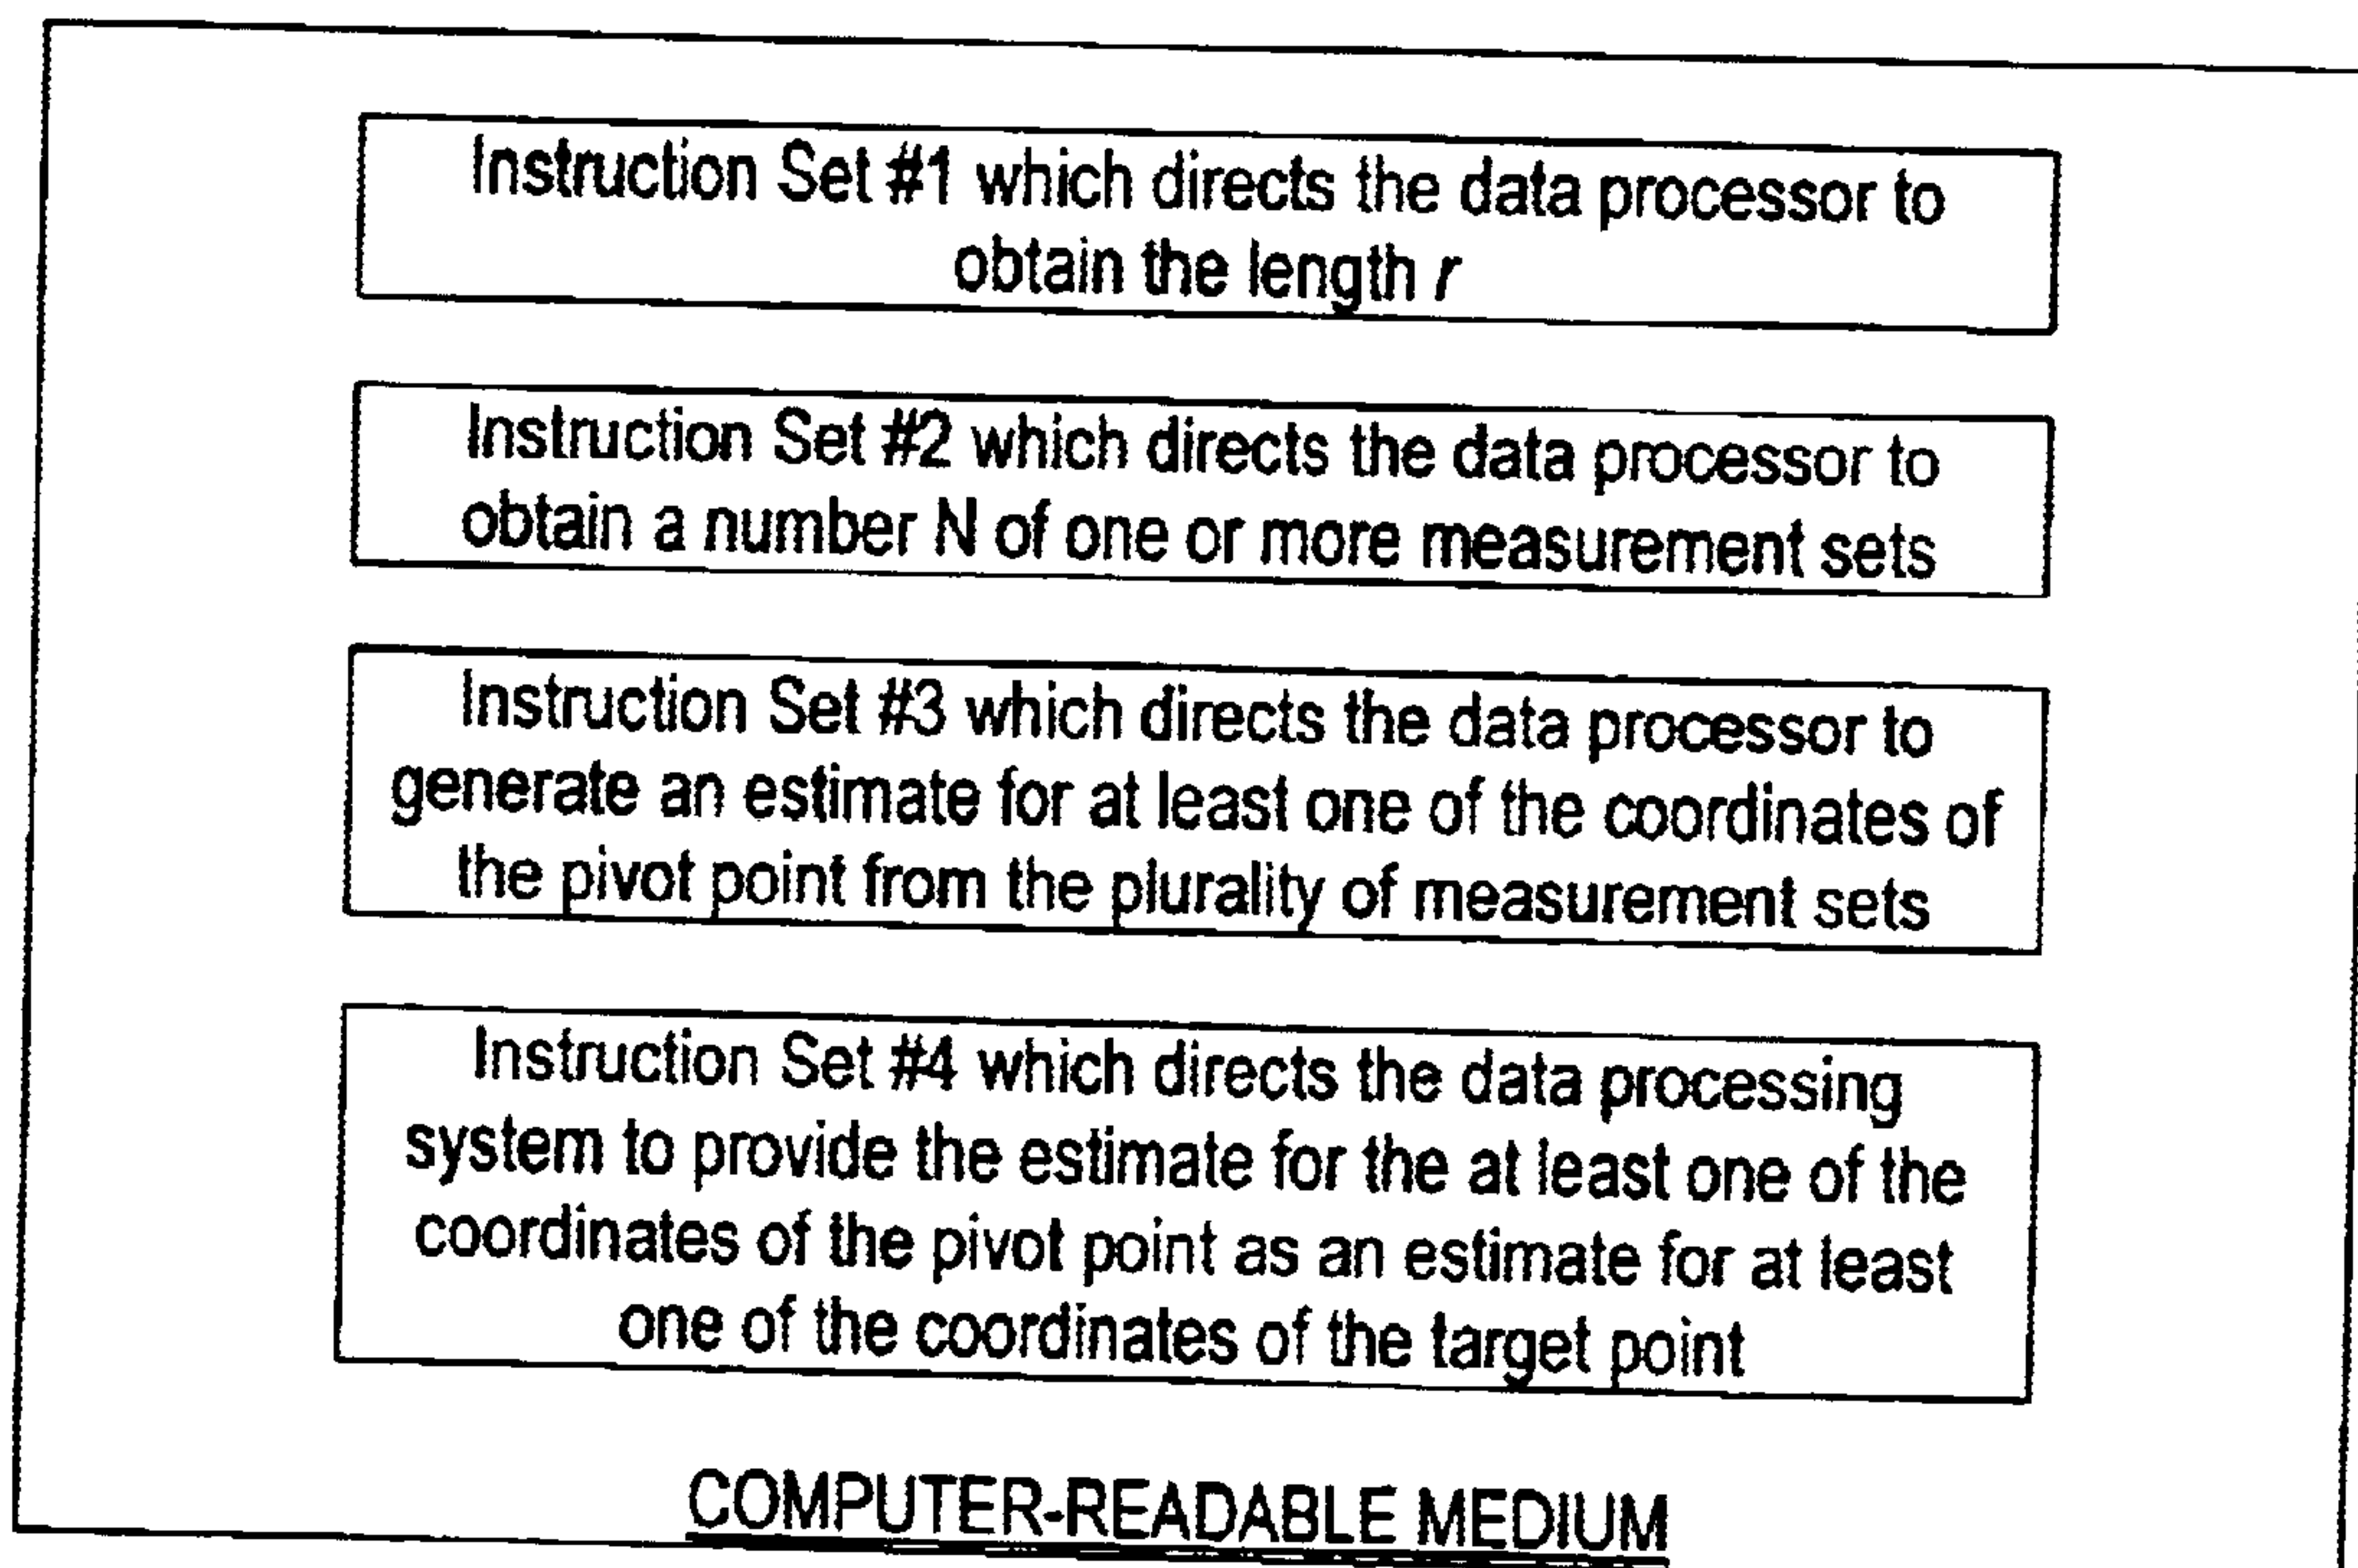 Instruction Set #1 which directs the data processor to
obtain the length r
Instruction Set #2 which directs the data processor to
obtain a number N of one or more measurement sets
Instruction Set #3 which directs the data processor to
generate an estimate for at least one of the coordinates of
the pivot point from the plurality of measurement sets
Instruction Set #4 which directs the data processing
system to provide the estimate for the at least one of the
coordinates of the pivot point as an estimate for at least
one of the coordinates of the target point
COMPUTER-READABLE MEDIUM